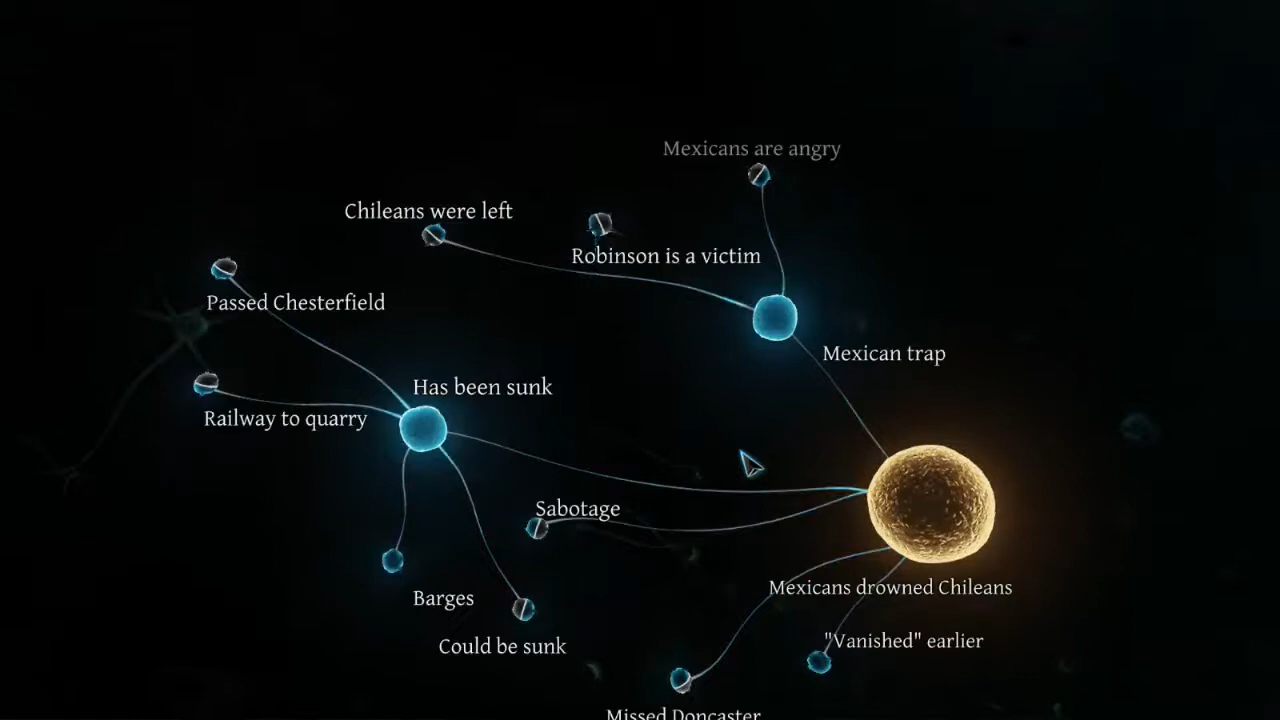 Mexicans are angry
Chileans were left
Robinson is a victim
Passed Chesterfield
Mexican trap
Has been sunk
Railway to quarry
Sabotage
Mexicans drowned Chileans
Barges
"Vanished" earlier
Could be sunk
Missed Doncaster